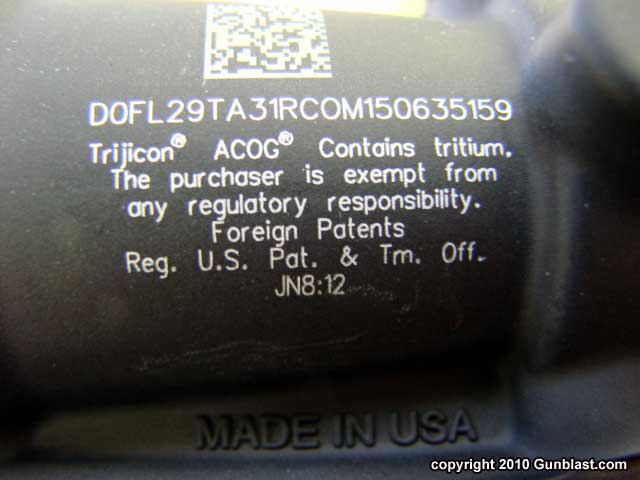 D0FL29TA31RCOM150635159
Trijicon® ACOG® Contains tritium.
The purchaser is exempt from
any regulatory responsibility.
Foreign Patents
Reg. U.S. Pat. & Tm. Off.
JN8:12
MADE IN USA
copyright 2010 Gunblast.com